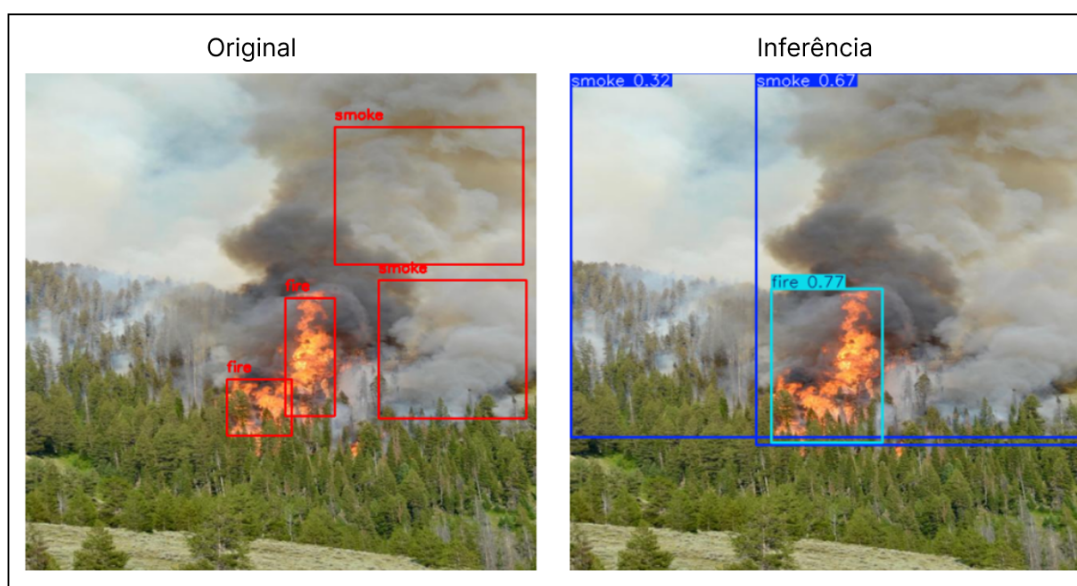 Original
Inferência
smoke
smoke
fire
fire
smoke 0.32
smoke 0.67
fire 0.77